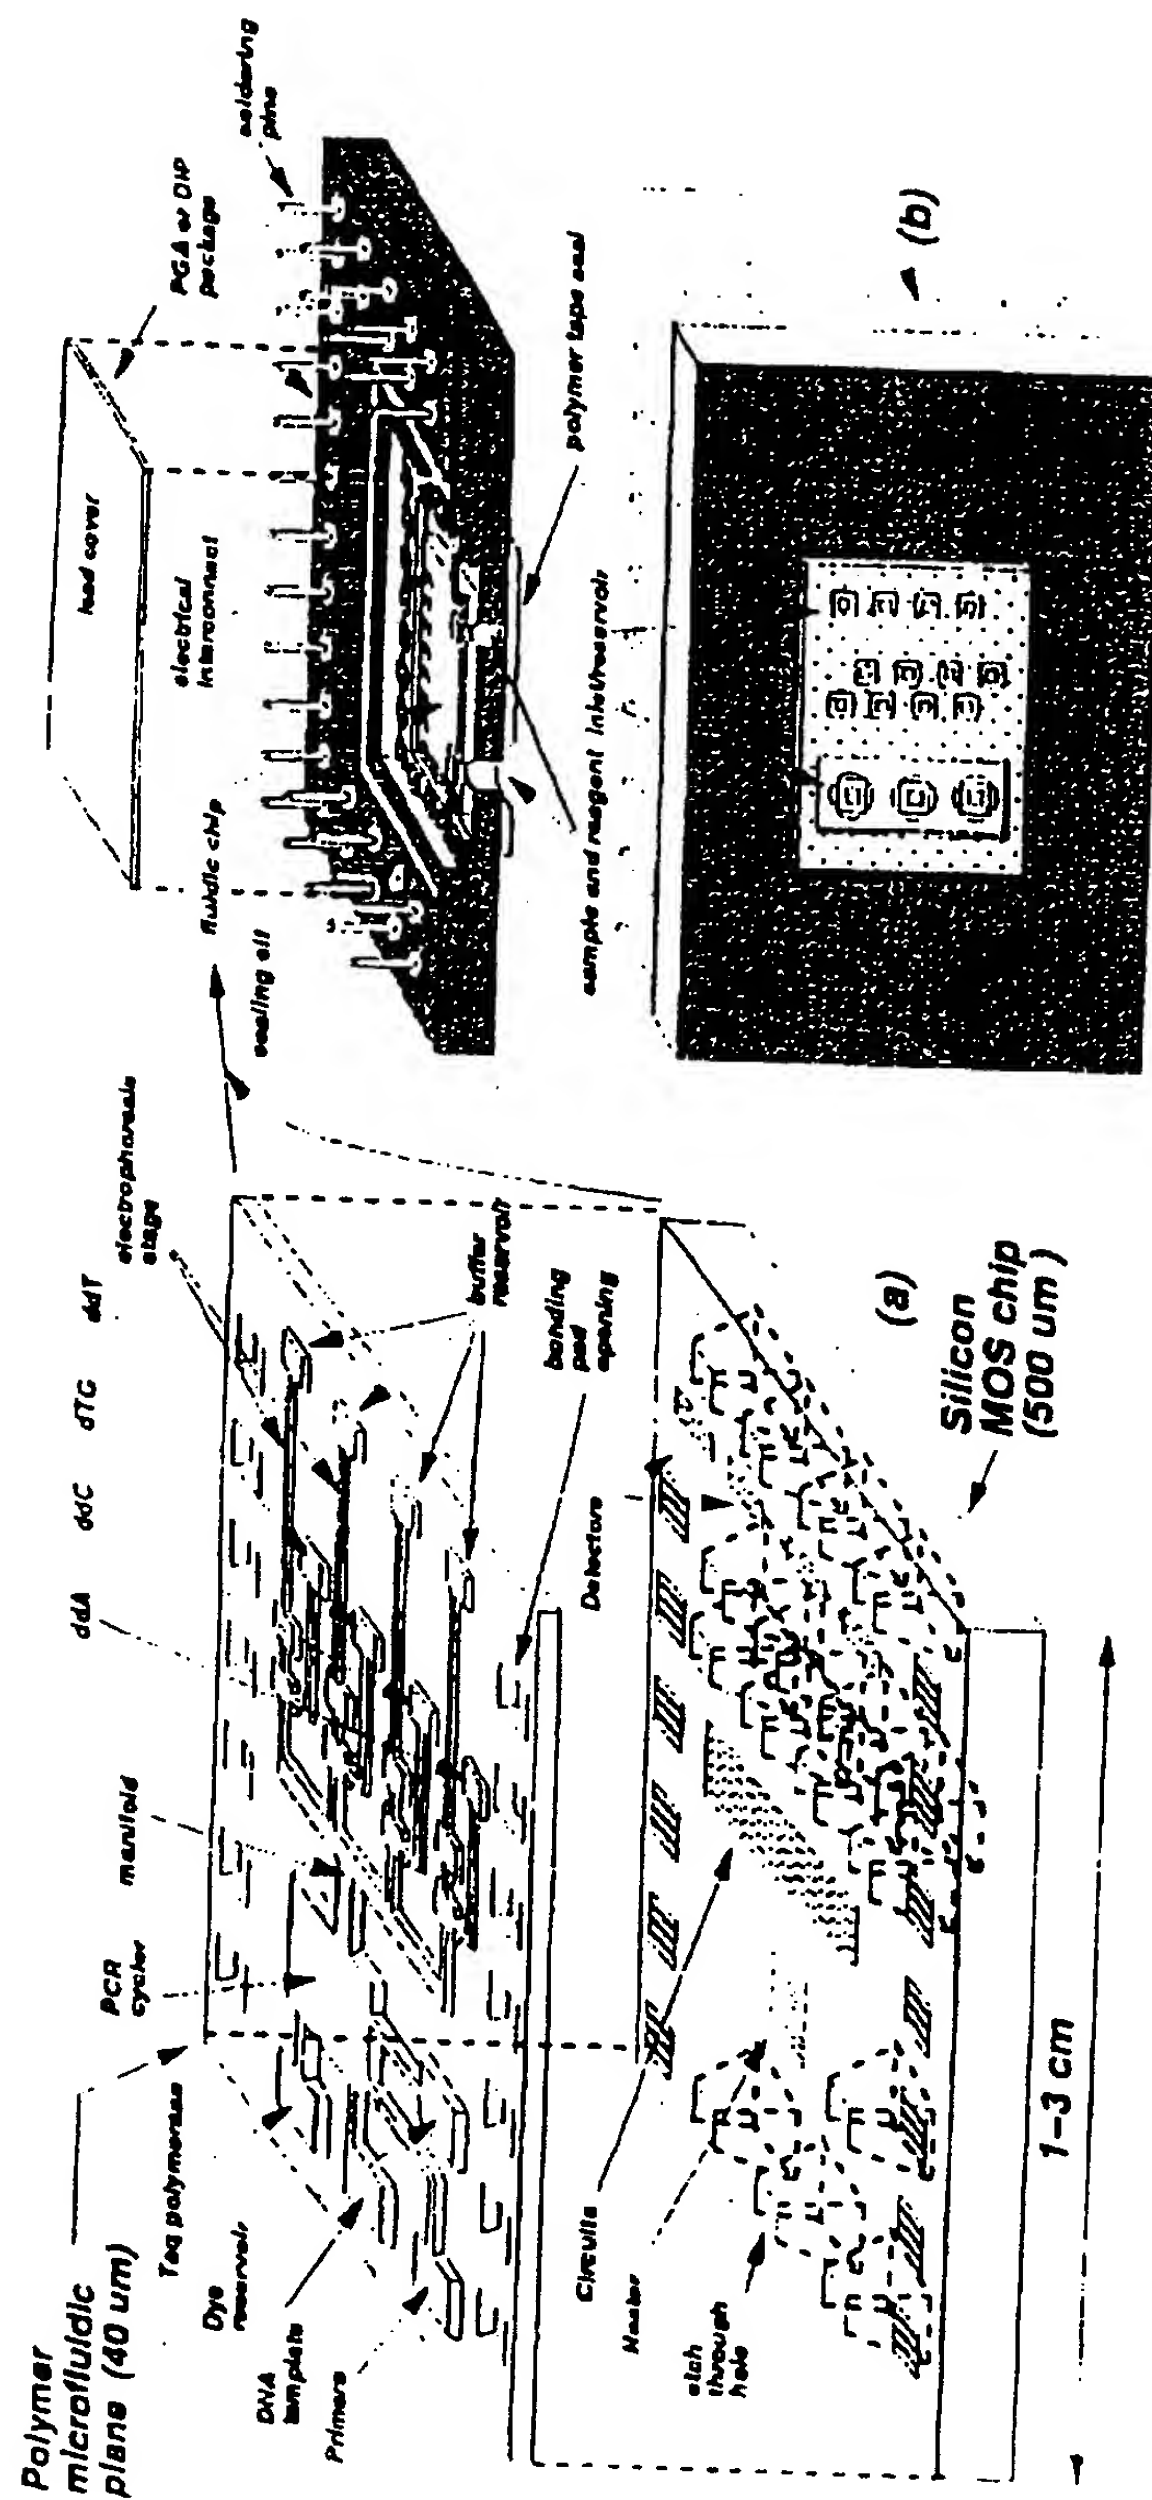 Polymer
microfluidic
plane (40 um)
Taq polymerase
Dye
reservoir
DNA
template
Primers
PCR
cycler
manifold
ddA
ddC
dTG
ddT
electrophoresis
stage
buffer
reservoir
bonding
pad
opening
Detectors
Circuits
Heater
etch
through
hole
1-3 cm
Silicon
MOS chip
(500 um)
(a)
fluidic chip
sealing
electrical
interconnect
lead cover
PGA or DIP
package
soldering
pins
polymer tape seal
sample and reagent inlet/reservoir
(b)